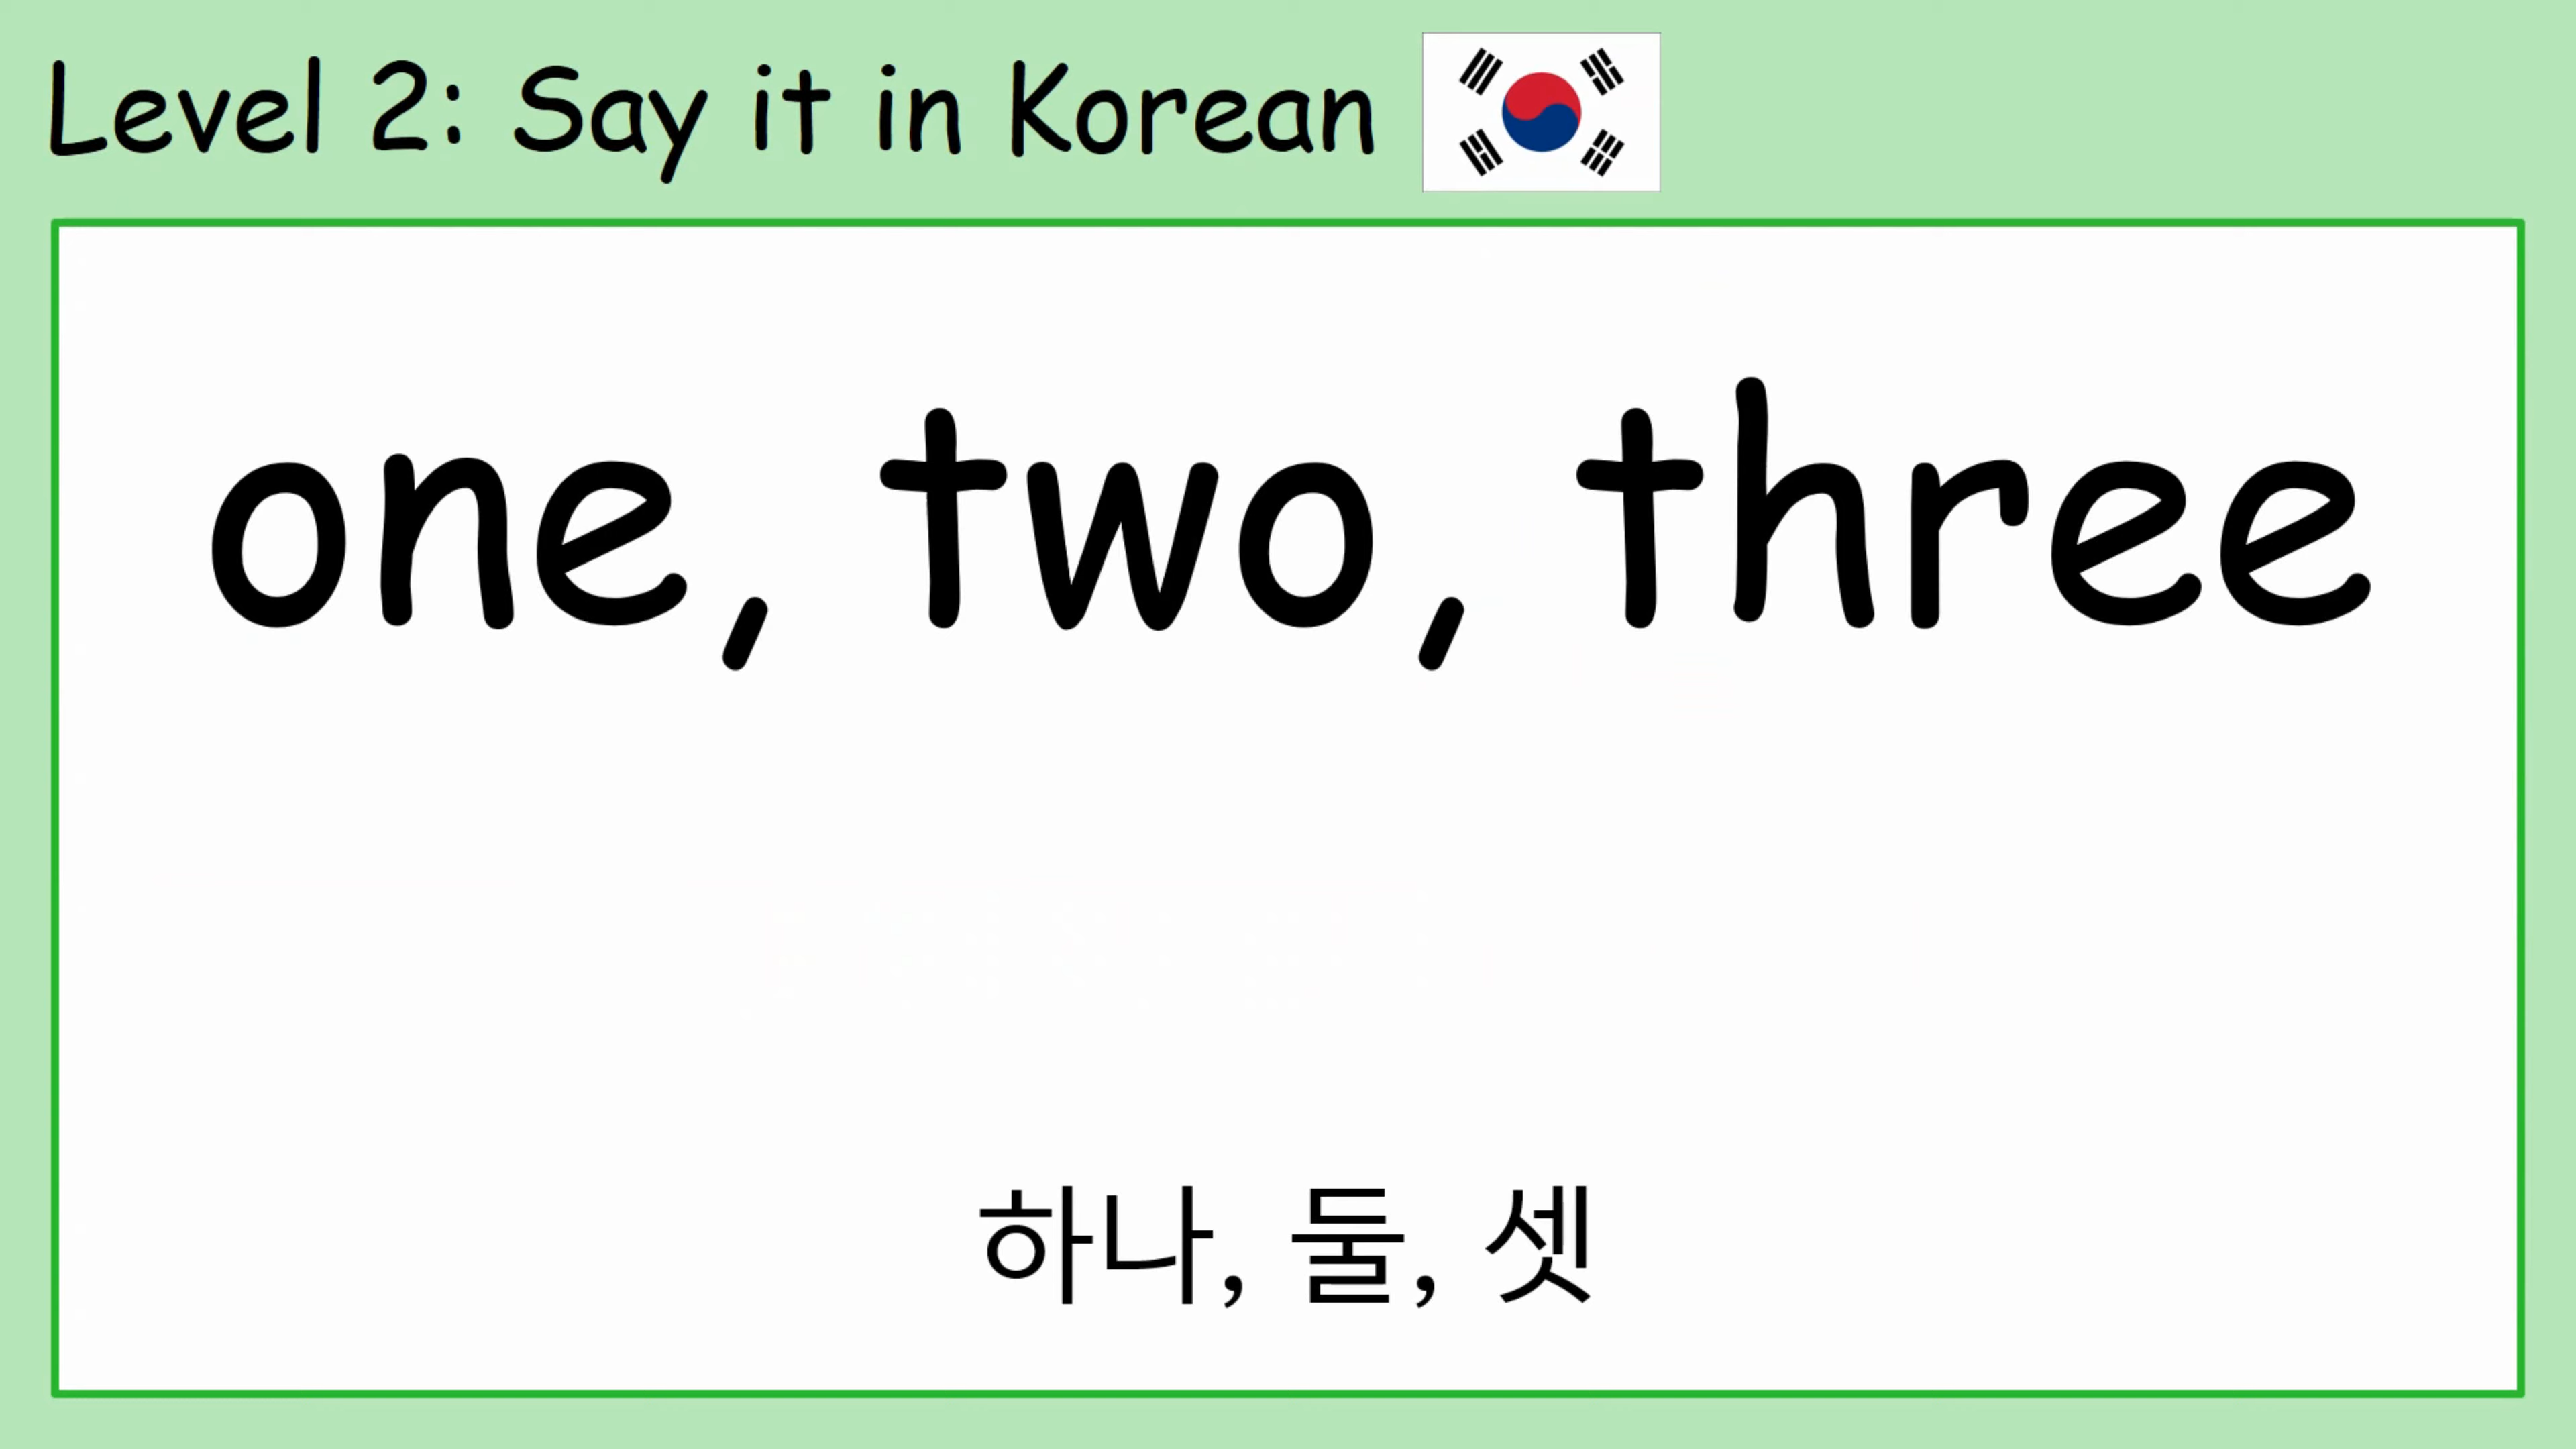 Level 2: Say it in Korean
one, two, three
하나, 둘, 셋